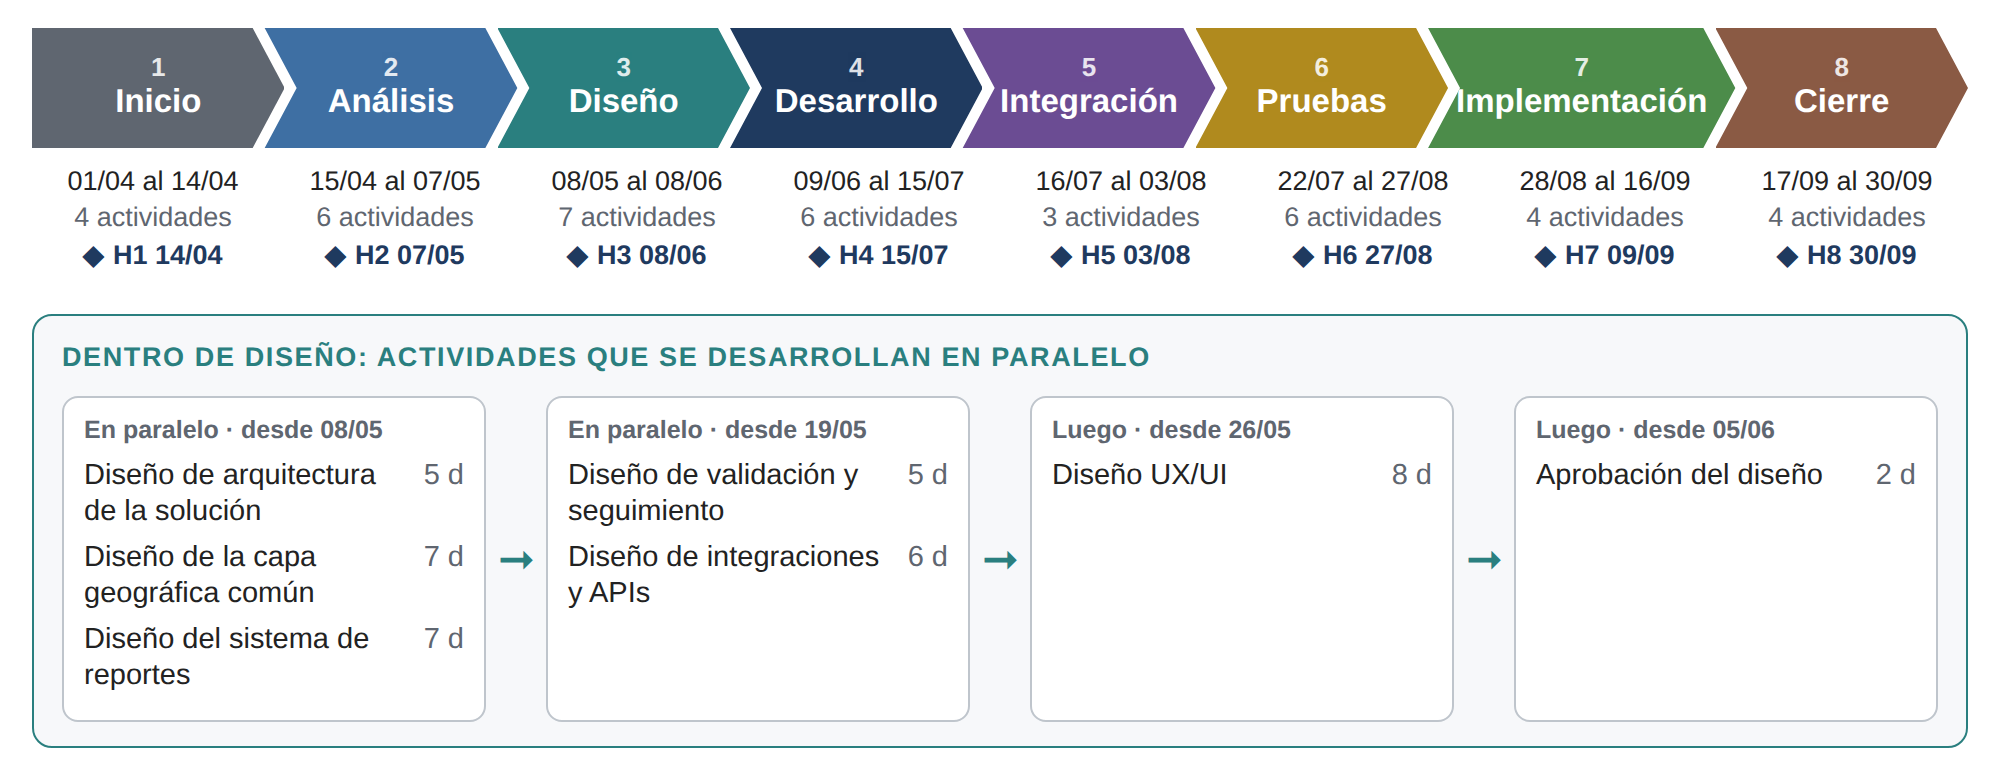 1
Inicio
2
Análisis
3
Diseño
4
Desarrollo
5
Integración
6
Pruebas
7
Implementación
8
Cierre
01/04 al 14/04
4 actividades
◆ H1 14/04
15/04 al 07/05
6 actividades
◆ H2 07/05
08/05 al 08/06
7 actividades
◆ H3 08/06
09/06 al 15/07
6 actividades
◆ H4 15/07
16/07 al 03/08
3 actividades
◆ H5 03/08
22/07 al 27/08
6 actividades
◆ H6 27/08
28/08 al 16/09
4 actividades
◆ H7 09/09
17/09 al 30/09
4 actividades
◆ H8 30/09
DENTRO DE DISEÑO: ACTIVIDADES QUE SE DESARROLLAN EN PARALELO
En paralelo · desde 08/05
Diseño de arquitectura 5 d
de la solución
Diseño de la capa 7 d
geográfica común
Diseño del sistema de 7 d
reportes
En paralelo · desde 19/05
Diseño de validación y 5 d
seguimiento
Diseño de integraciones 6 d
y APIs
Luego · desde 26/05
Diseño UX/UI 8 d
Luego · desde 05/06
Aprobación del diseño 2 d